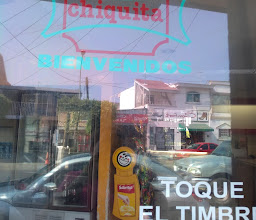 chiquita
BIENVENIDOS
TOQUE
EL TIMBRE